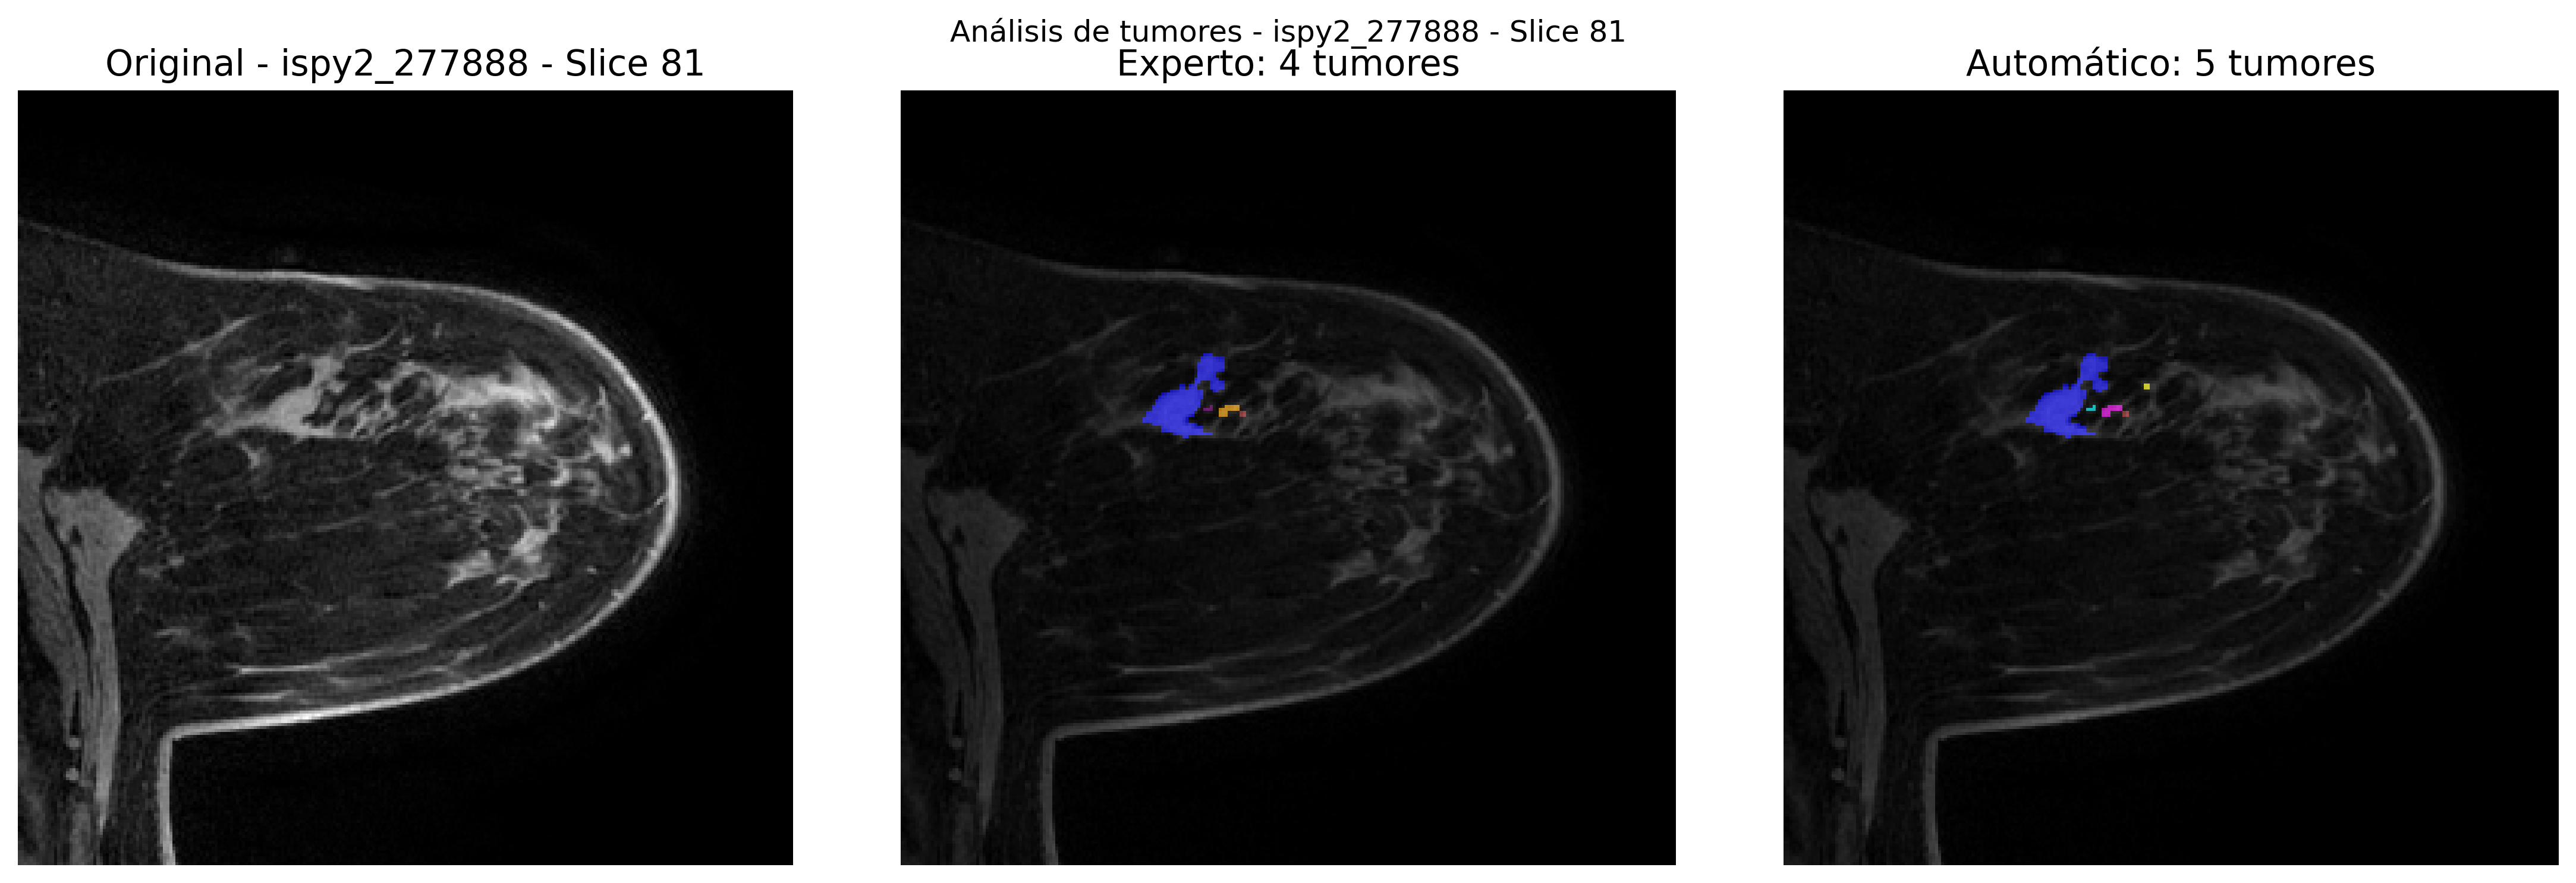 Análisis de tumores - ispy2_277888 - Slice 81
Original - ispy2_277888 - Slice 81
Experto: 4 tumores
Automático: 5 tumores